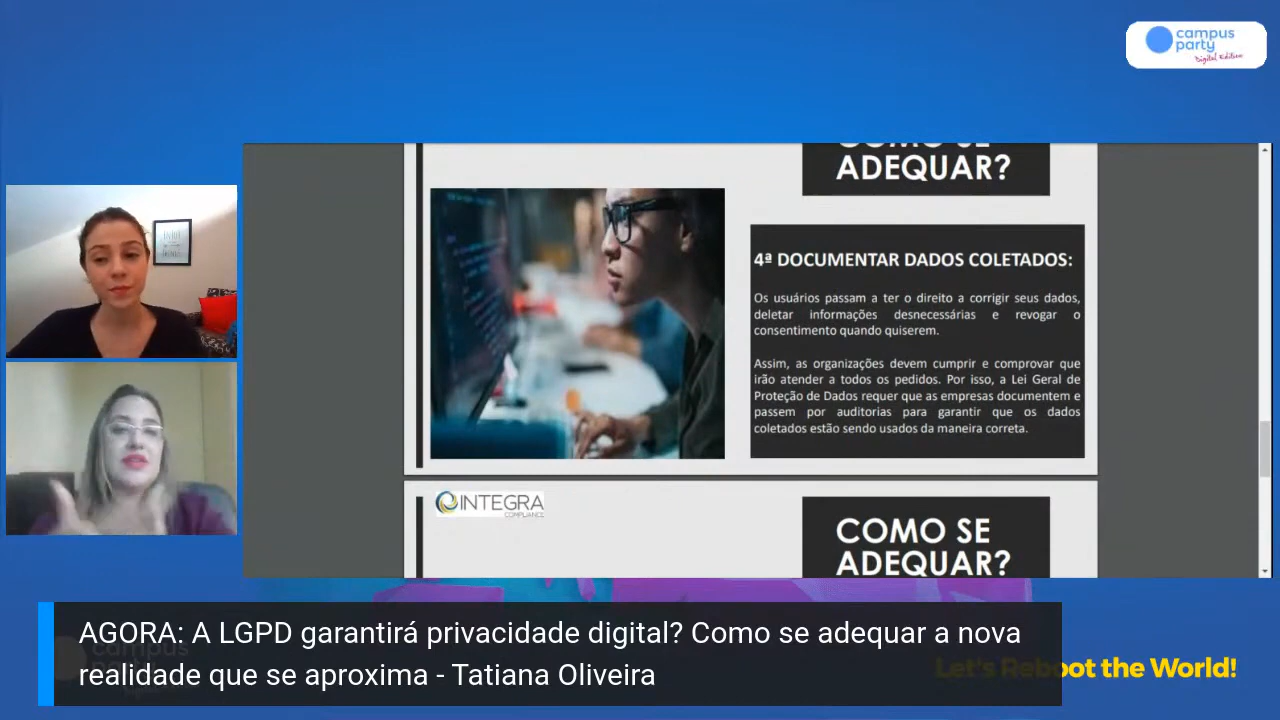 campus
party
Digital Edition
COMO SE
ADEQUAR?
4ª DOCUMENTAR DADOS COLETADOS:
Os usuários passam a ter o direito a corrigir seus dados,
deletar informações desnecessárias e revogar o
consentimento quando quiserem.
Assim, as organizações devem cumprir e comprovar que
irão atender a todos os pedidos. Por isso, a Lei Geral de
Proteção de Dados requer que as empresas documentem e
passem por auditorias para garantir que os dados
coletados estão sendo usados da maneira correta.
INTEGRA
COMPLIANCE
COMO SE
ADEQUAR?
AGORA: A LGPD garantirá privacidade digital? Como se adequar a nova
realidade que se aproxima - Tatiana Oliveira
Let's Reboot the World!